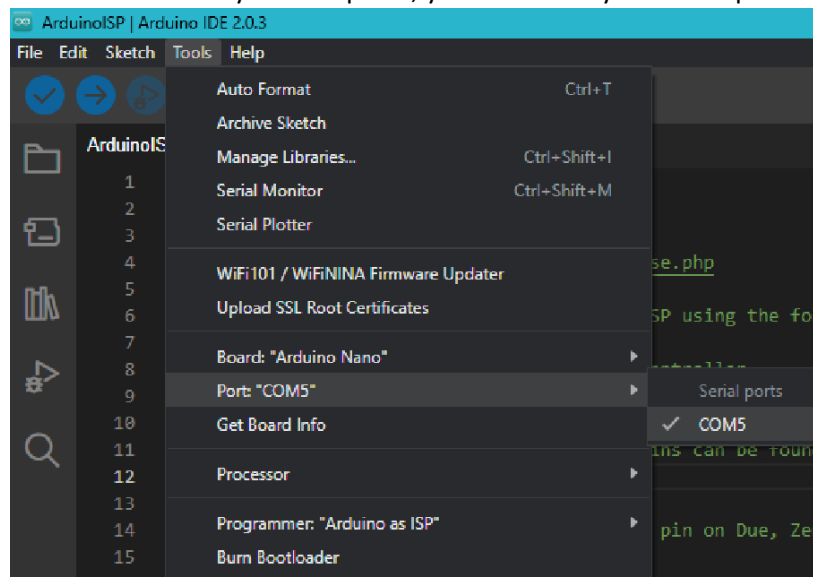 ArduinoISP | Arduino IDE 2.0.3
File Edit Sketch Tools Help
Auto Format Ctrl+T
Archive Sketch
ArduinoIS
Manage Libraries... Ctrl+Shift+I
1
Serial Monitor Ctrl+Shift+M
2
Serial Plotter
3
4 se.php
WiFi101 / WiFiNINA Firmware Updater
5
Upload SSL Root Certificates
6 SP using the fo
7
Board: "Arduino Nano"
8
Port: "COM5" Serial ports
9
10 Get Board Info COM5
11 ins can be foun
12 Processor
13
Programmer: "Arduino as ISP"
14 pin on Due, Ze
15 Burn Bootloader